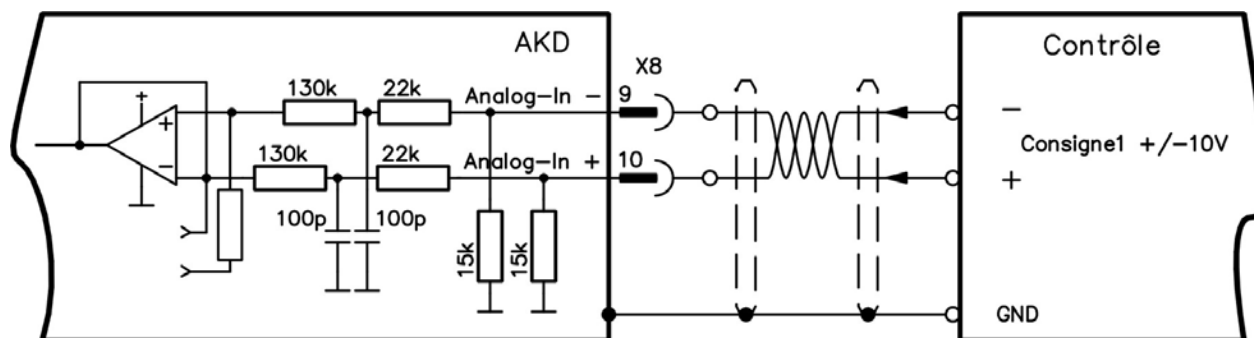 AKD
Contrôle
X8
130k
22k
Analog-In -
9
-
+
+
Consigne1 +/-10V
130k
22k
Analog-In +
10
-
+
100p
100p
15k
15k
GND